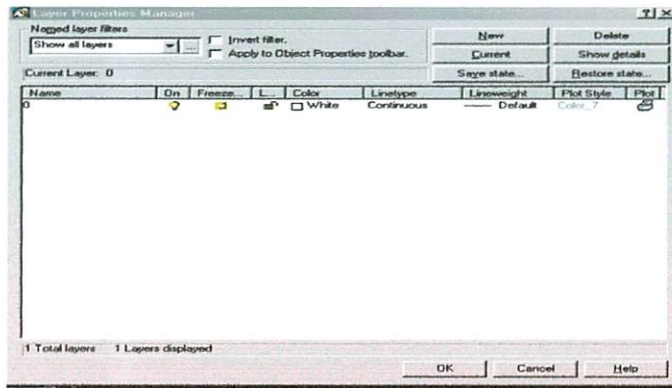 Layer Properties Manager
Named layer filters
Show all layers
...
Invert filter.
Apply to Object Properties toolbar.
New
Delete
Current
Show details
Save state...
Restore state...
Current Layer: 0
Name On Freeze... L... Color Linetype Lineweight Plot Style Plot
0 White Continuous Default Color_7
1 Total layers 1 Layers displayed
OK Cancel Help